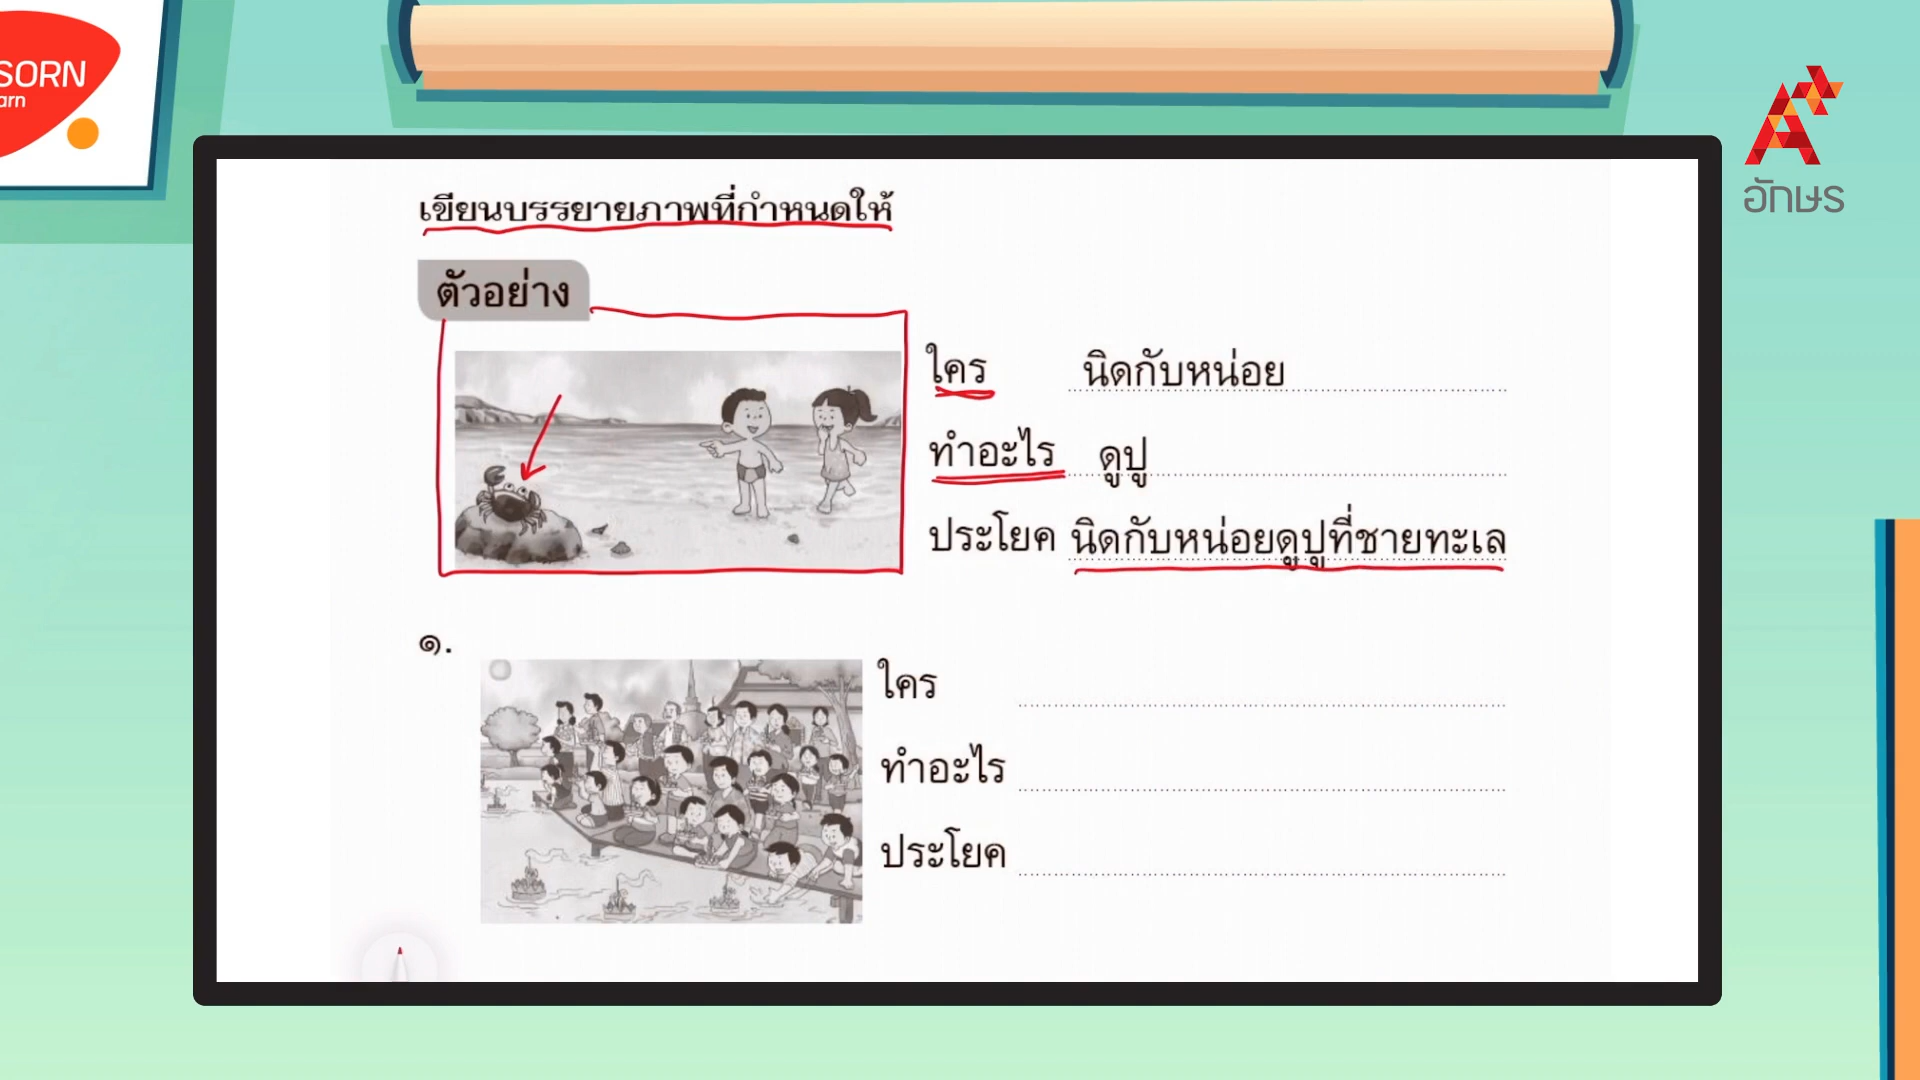 SORN
arn
อักษร
เขียนบรรยายภาพที่กำหนดให้
ตัวอย่าง
ใคร นิดกับหน่อย
ทำอะไร ดูปู
ประโยค นิดกับหน่อยดูปูที่ชายทะเล
๑.
ใคร
ทำอะไร
ประโยค